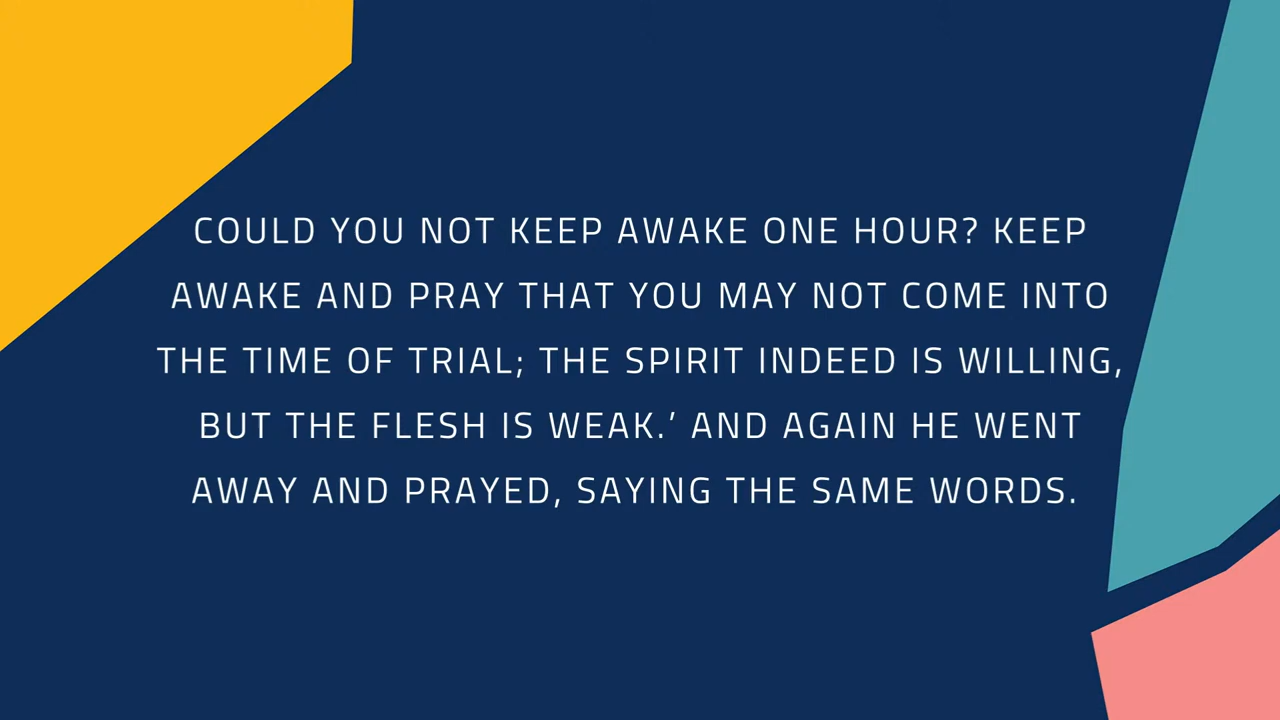 COULD YOU NOT KEEP AWAKE ONE HOUR? KEEP
AWAKE AND PRAY THAT YOU MAY NOT COME INTO
THE TIME OF TRIAL; THE SPIRIT INDEED IS WILLING,
BUT THE FLESH IS WEAK.’ AND AGAIN HE WENT
AWAY AND PRAYED, SAYING THE SAME WORDS.